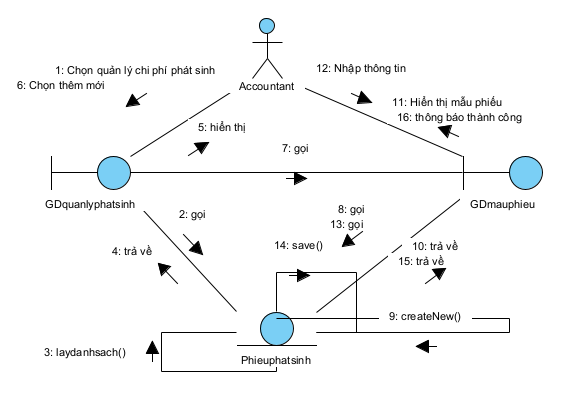 1: Chọn quản lý chi phí phát sinh
6: Chọn thêm mới
12: Nhập thông tin
Accountant
11: Hiển thị mẫu phiếu
16: thông báo thành công
5: hiển thị
7: gọi
GDquanlyphatsinh
GDmauphieu
2: gọi
8: gọi
13: gọi
4: trả về
14: save()
10: trả về
15: trả về
9: createNew()
3: laydanhsach()
Phieuphatsinh